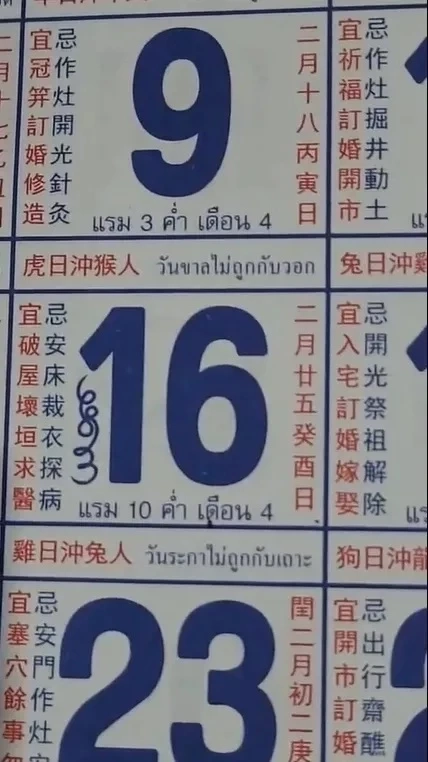 宜冠笄訂婚修造
忌作灶開光針灸
9
二月十八丙寅日
แรม 3 ค่ำ เดือน 4
宜祈福訂婚開市
忌作灶掘井動土
虎日沖猴人 วันขาลไม่ถูกกับวอก
兔日沖雞
宜破屋壞垣求醫
忌安床裁衣探病
16
二月廿五癸酉日
แรม 10 ค่ำ เดือน 4
宜入宅訂婚嫁娶
忌開光祭祖解除
雞日沖兔人 วันระกาไม่ถูกกับเถาะ
狗日沖龍
宜塞穴餘事勿
忌安門作灶安
23
閏二月初二庚
宜開市訂婚
忌出行齋醮